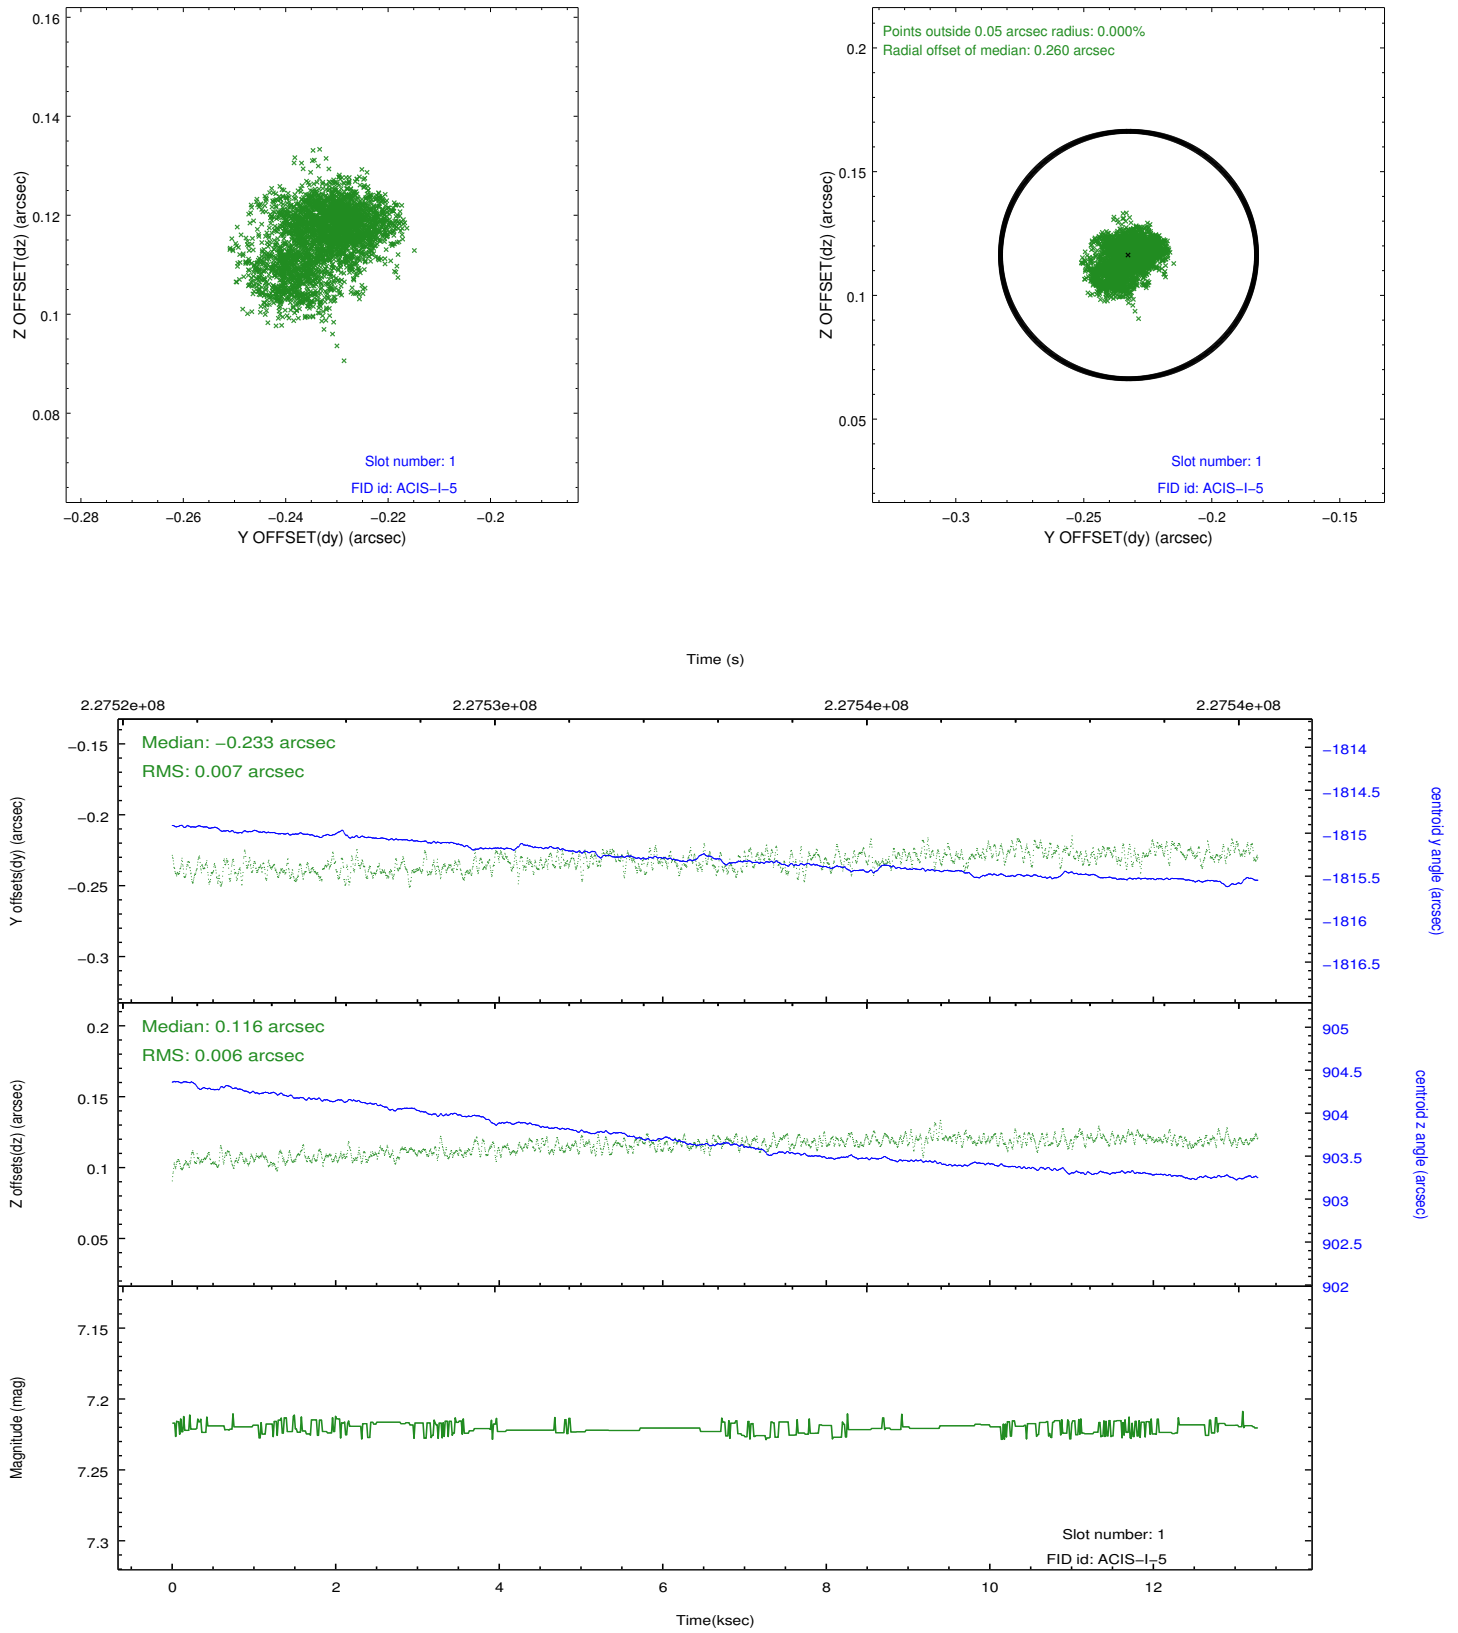 0.16
0.14
0.12
0.1
0.08
Z OFFSET(dz) (arcsec)
Slot number: 1
FID id: ACIS−I−5
−0.28 −0.26 −0.24 −0.22 −0.2
Y OFFSET(dy) (arcsec)
Points outside 0.05 arcsec radius: 0.000%
Radial offset of median: 0.260 arcsec
0.2
0.15
0.1
0.05
Z OFFSET(dz) (arcsec)
Slot number: 1
FID id: ACIS−I−5
−0.3 −0.25 −0.2 −0.15
Y OFFSET(dy) (arcsec)
Time (s)
2.2752e+08 2.2753e+08 2.2754e+08 2.2754e+08
Median: −0.233 arcsec
RMS: 0.007 arcsec
−0.15
−0.2
−0.25
−0.3
Y offsets(dy) (arcsec)
−1814
−1814.5
−1815
−1815.5
−1816
−1816.5
centroid y angle (arcsec)
Median: 0.116 arcsec
RMS: 0.006 arcsec
0.2
0.15
0.1
0.05
Z offsets(dz) (arcsec)
905
904.5
904
903.5
903
902.5
902
centroid z angle (arcsec)
7.15
7.2
7.25
7.3
Magnitude (mag)
Slot number: 1
FID id: ACIS−I−5
0 2 4 6 8 10 12
Time(ksec)